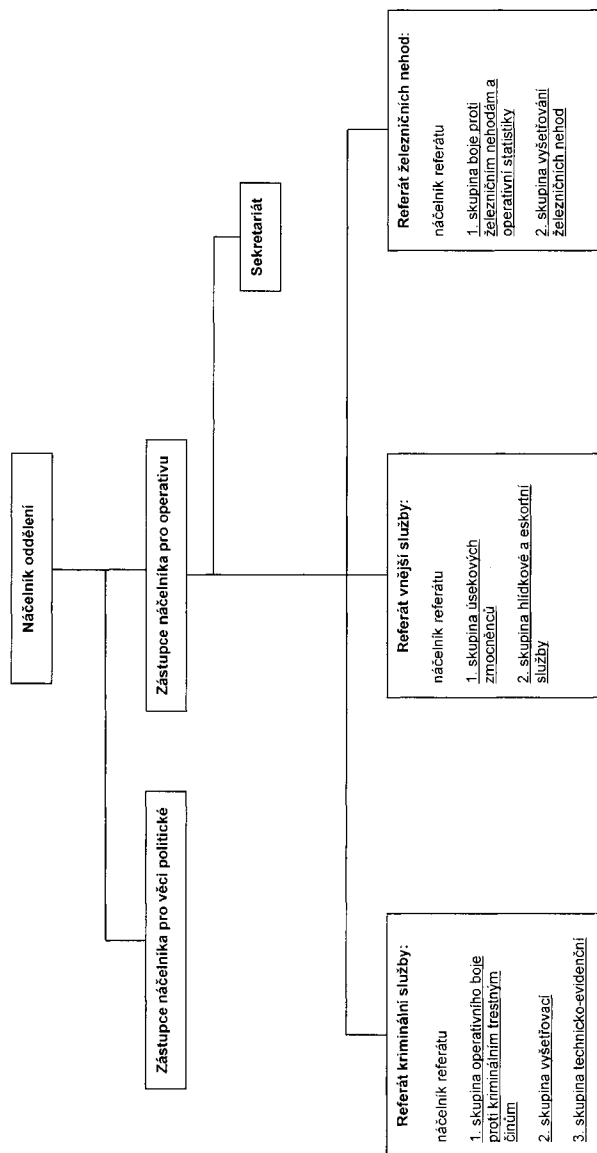 Náčelník oddělení
Zástupce náčelníka pro věci politické
Zástupce náčelníka pro operativu
Sekretariát
Referát kriminální služby:
náčelník referátu
1. skupina operativního boje
proti kriminálním trestným
činům
2. skupina vyšetřovací
3. skupina technicko-evidenční
Referát vnější služby:
náčelník referátu
1. skupina úsekových
zmocněnců
2. skupina hlídkové a eskortní
služby
Referát železničních nehod:
náčelník referátu
1. skupina boje proti
železničním nehodám a
operativní statistiky
2. skupina vyšetřování
železničních nehod